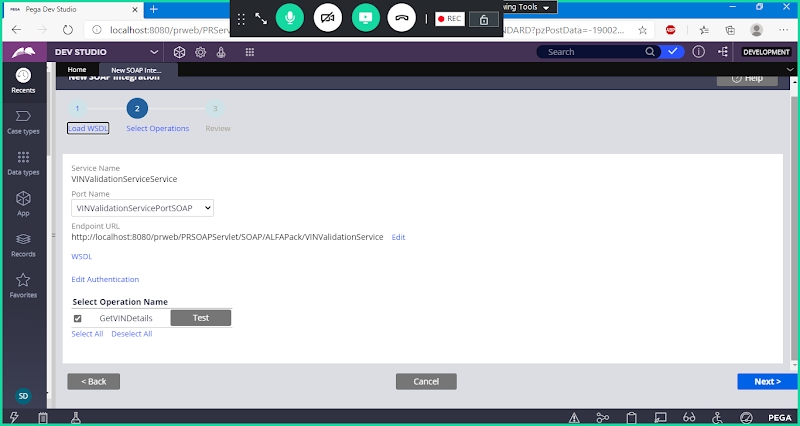 PEGA Pega Dev Studio
wing Tools
localhost:8080/prweb/PRServ
NDARD?pzPostData=-19002...
REC
ABP
DEV STUDIO
Search
DEVELOPMENT
Recents
Case types
Data types
App
Records
Favorites
SD
Home
New SOAP Inte...
New SOAP Integration
Help
1
2
3
Load WSDL
Select Operations
Review
Service Name
VINValidationServiceService
Port Name
VINValidationServicePortSOAP
Endpoint URL
http://localhost:8080/prweb/PRSOAPServlet/SOAP/ALFAPack/VINValidationService Edit
WSDL
Edit Authentication
Select Operation Name
GetVINDetails Test
Select All Deselect All
< Back
Cancel
Next >
PEGA